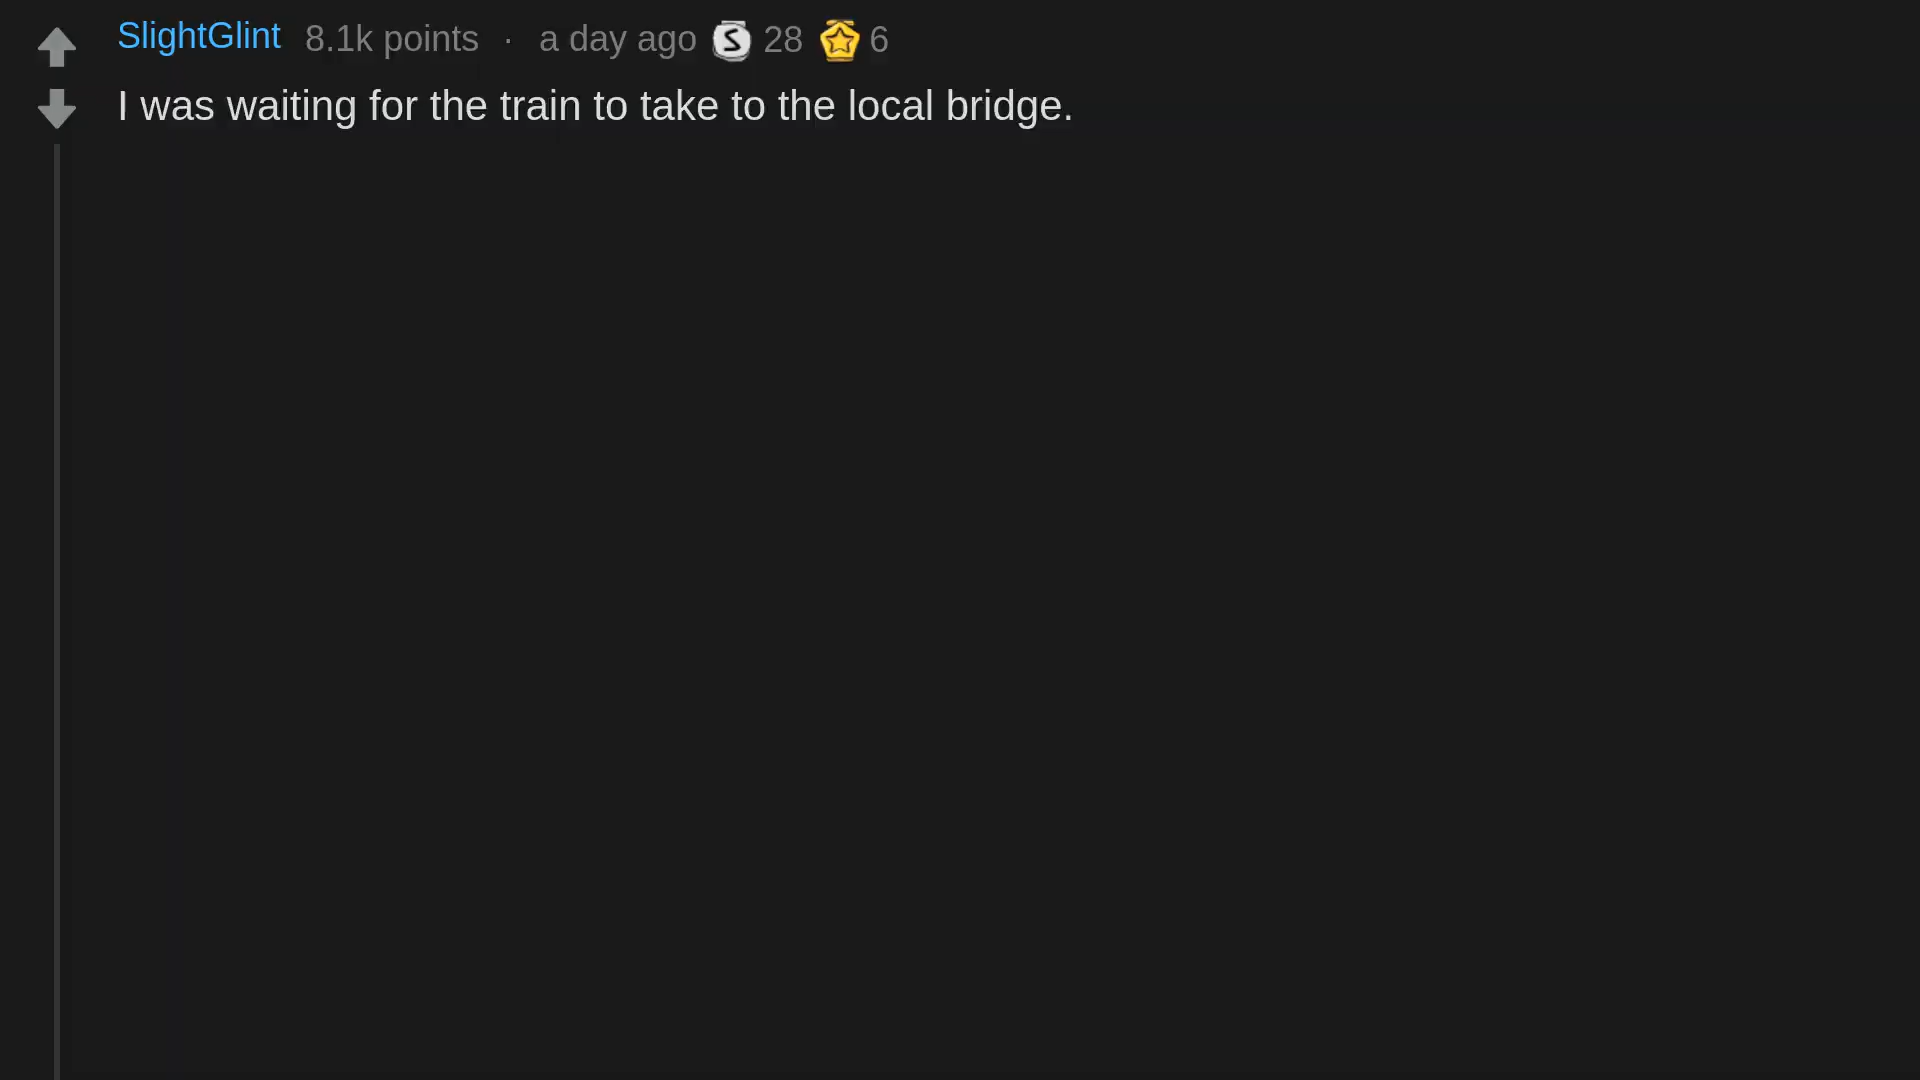 SlightGlint 8.1k points · a day ago 28 6
I was waiting for the train to take to the local bridge.